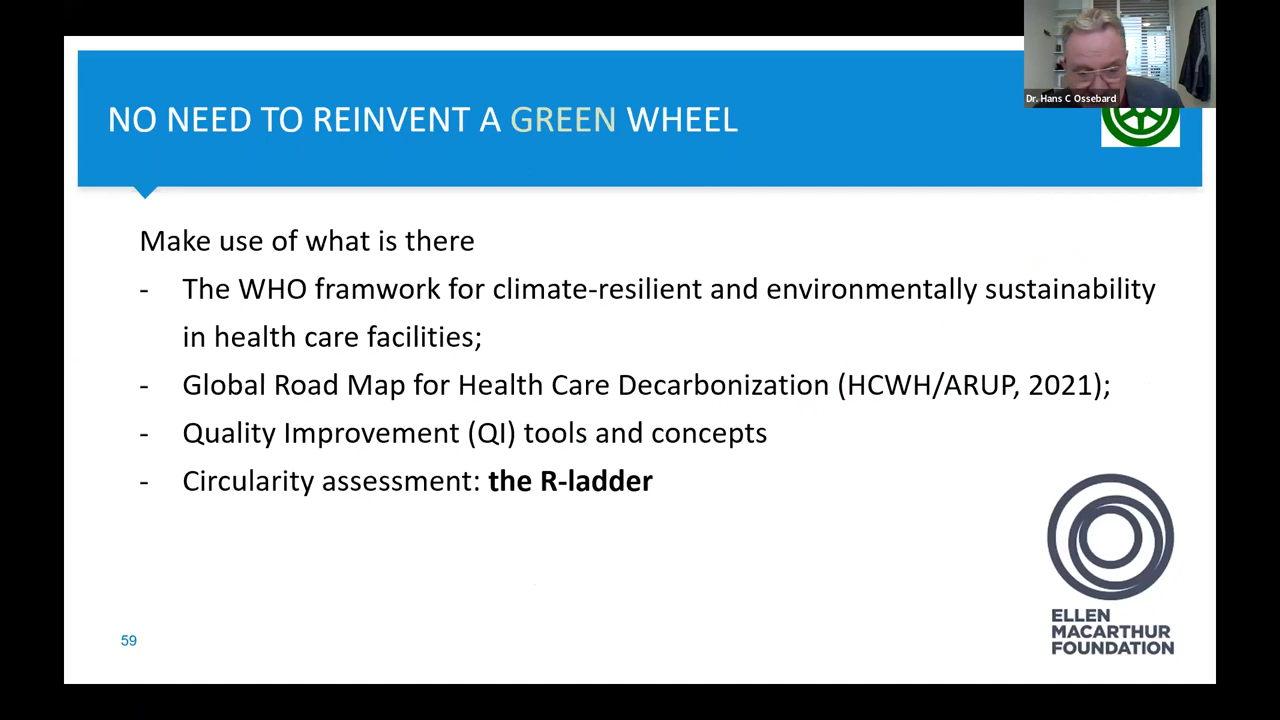 Dr. Hans C Ossebard
NO NEED TO REINVENT A GREEN WHEEL
Make use of what is there
- The WHO framwork for climate-resilient and environmentally sustainability
in health care facilities;
- Global Road Map for Health Care Decarbonization (HCWH/ARUP, 2021);
- Quality Improvement (QI) tools and concepts
- Circularity assessment: the R-ladder
ELLEN
MACARTHUR
FOUNDATION
59